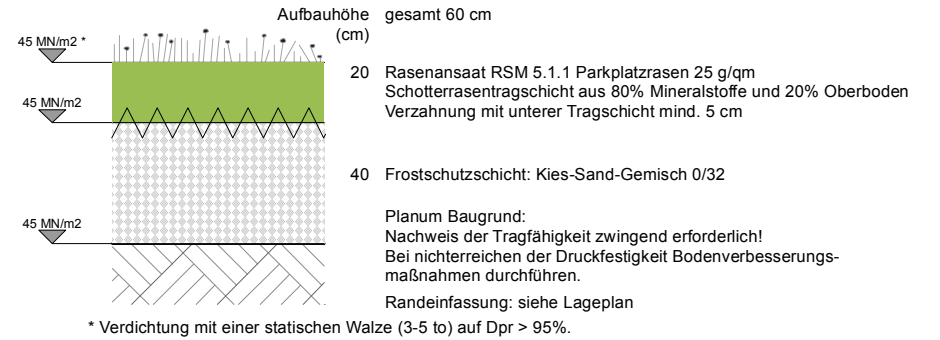 Aufbauhöhe gesamt 60 cm
(cm)
45 MN/m2 *
20 Rasenansaat RSM 5.1.1 Parkplatzrasen 25 g/qm
Schotterrasentragschicht aus 80% Mineralstoffe und 20% Oberboden
45 MN/m2
Verzahnung mit unterer Tragschicht mind. 5 cm
40 Frostschutzschicht: Kies-Sand-Gemisch 0/32
45 MN/m2
Planum Baugrund:
Nachweis der Tragfähigkeit zwingend erforderlich!
Bei nichterreichen der Druckfestigkeit Bodenverbesserungs-
maßnahmen durchführen.
Randeinfassung: siehe Lageplan
* Verdichtung mit einer statischen Walze (3-5 to) auf Dpr > 95%.